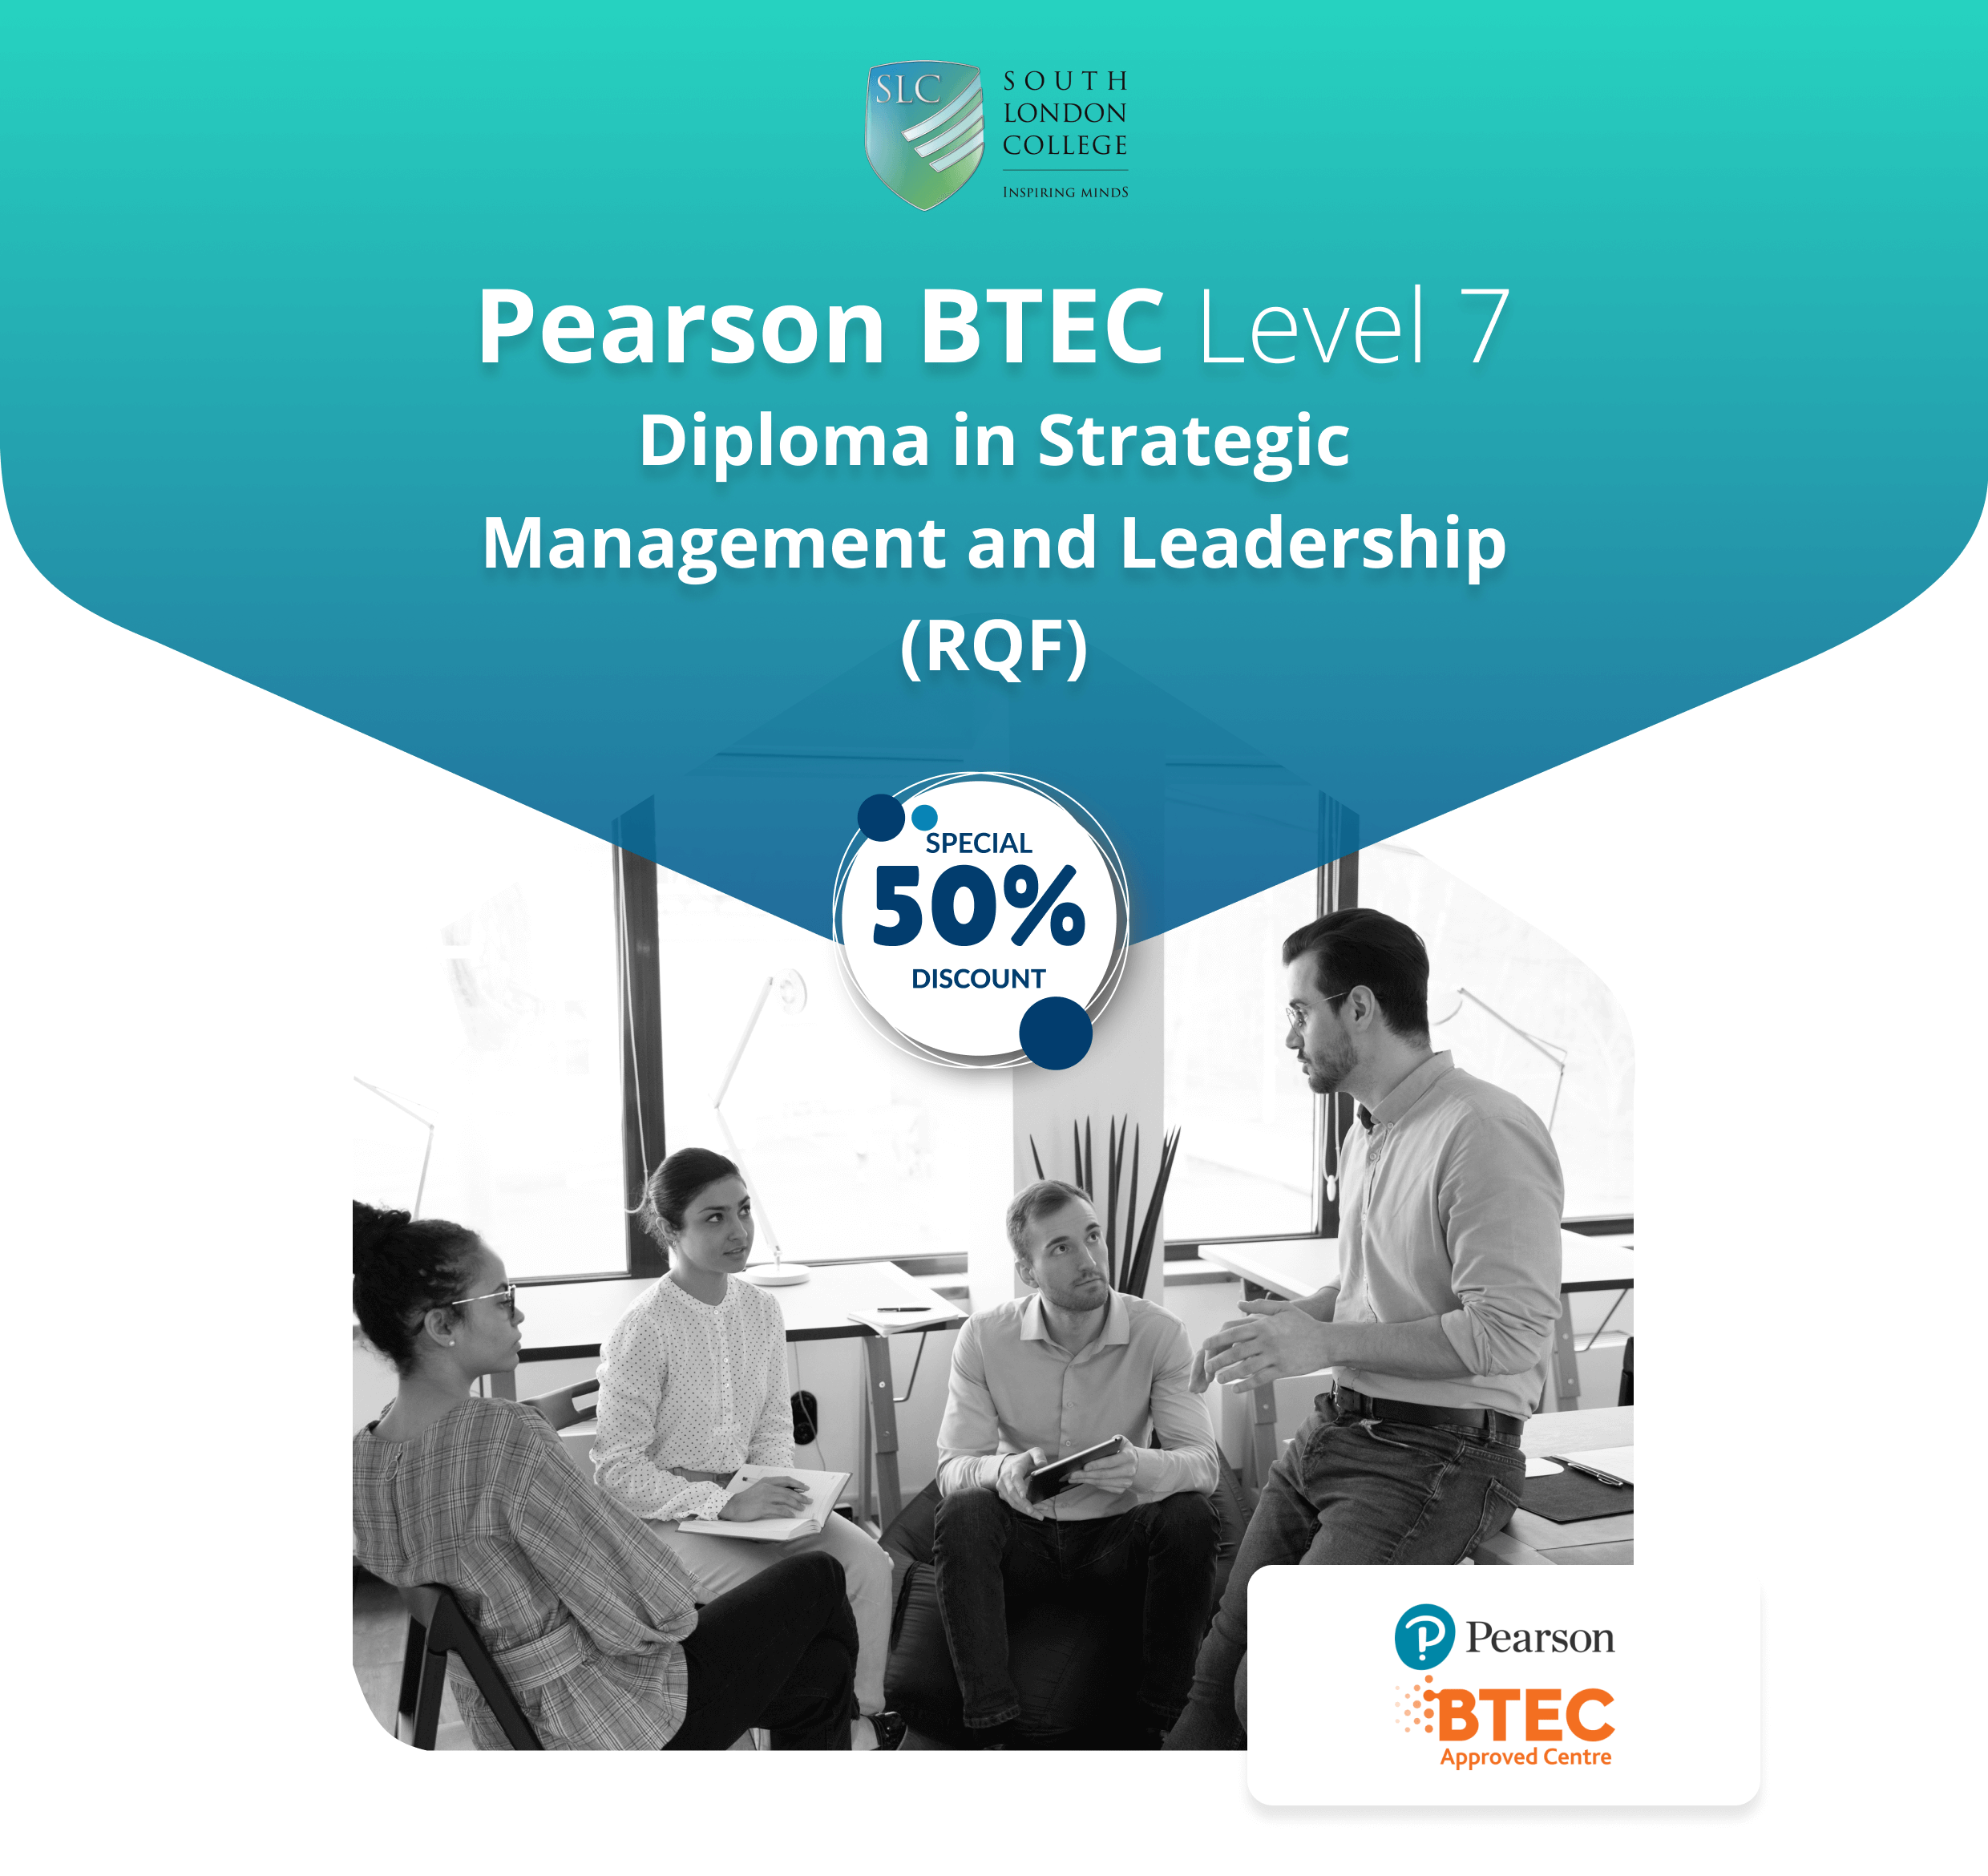 SLC
SOUTH
LONDON
COLLEGE
INSPIRING MINDS
Pearson BTEC Level 7
Diploma in Strategic
Management and Leadership
(RQF)
SPECIAL
50%
DISCOUNT
Pearson
BTEC
Approved Centre